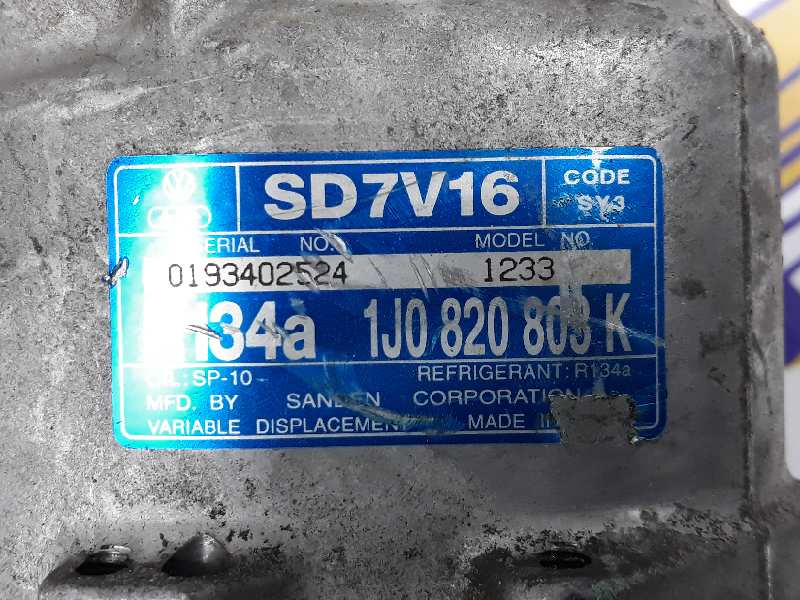 SD7V16
CODE
SY3
SERIAL NO. MODEL NO.
0193402524 1233
R134a 1J0 820 803 K
OIL:SP-10 REFRIGERANT:R134a
MFD. BY SANDEN CORPORATION
VARIABLE DISPLACEMENT MADE IN